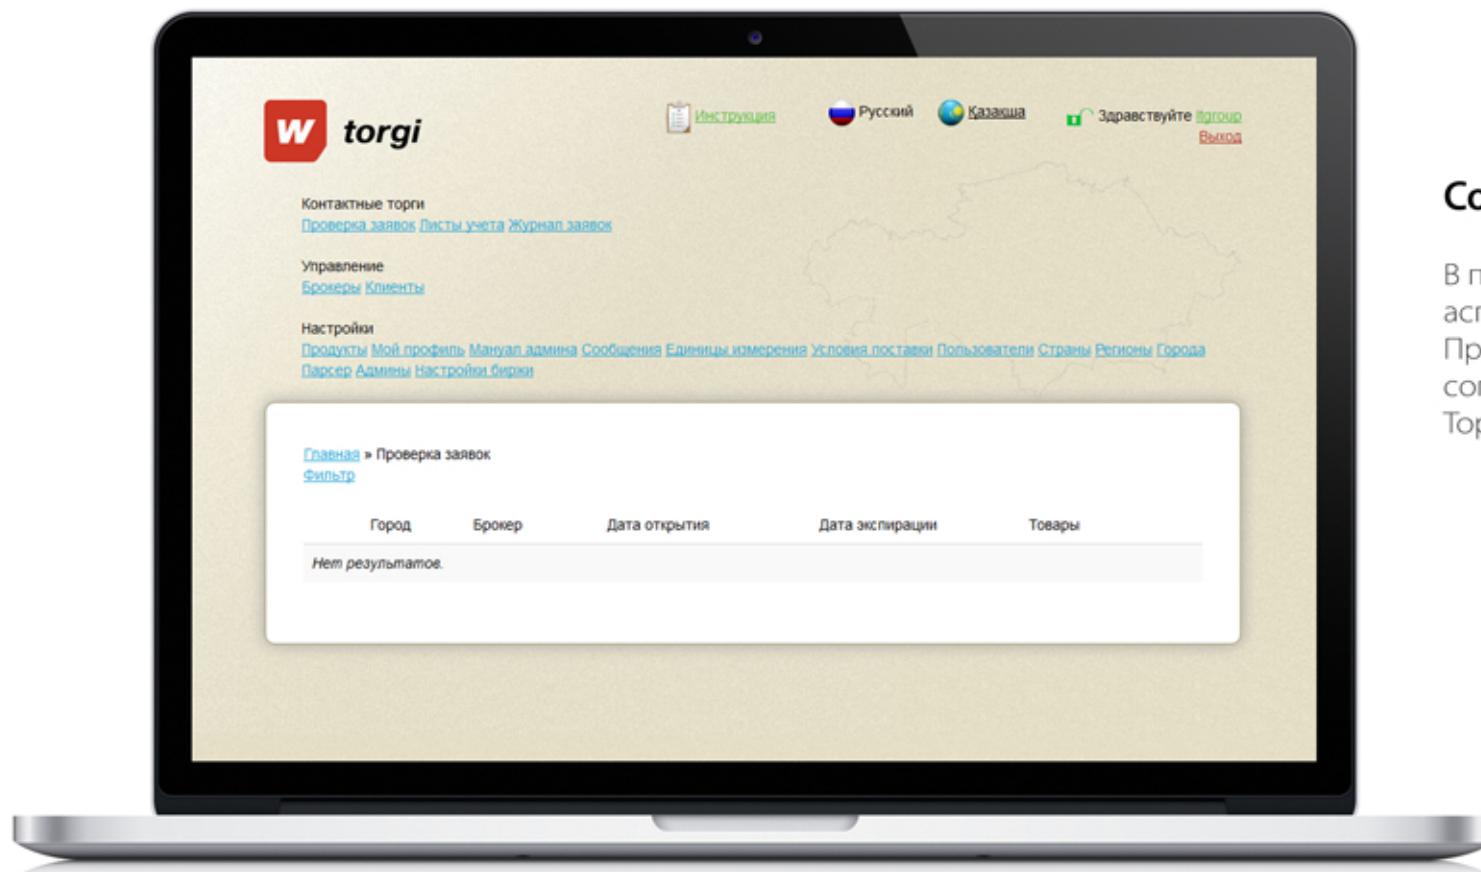 w torgi
Инструкция Русский Қазақша Здравствуйте itgroup
Выход
Контактные торги
Проверка заявок Листы учета Журнал заявок
Управление
Брокеры Клиенты
Настройки
Продукты Мой профиль Мануал админа Сообщения Единицы измерения Условия поставки Пользователи Страны Регионы Города
Парсер Админы Настройки биржи
Главная » Проверка заявок
Фильтр
Город Брокер Дата открытия Дата экспирации Товары
Нет результатов.
В